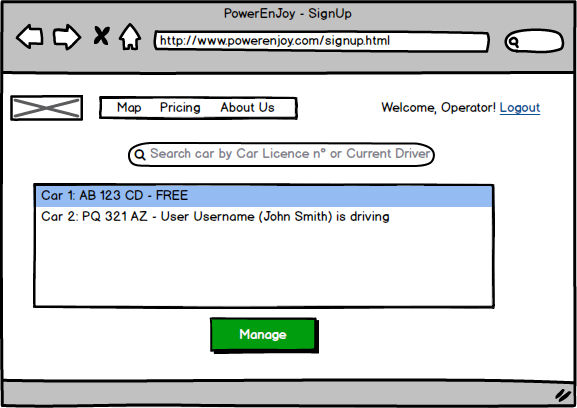 PowerEnJoy - SignUp
http://www.powerenjoy.com/signup.html
Map Pricing About Us Welcome, Operator! Logout
Search car by Car Licence n° or Current Driver
Car 1: AB 123 CD - FREE
Car 2: PQ 321 AZ - User Username (John Smith) is driving
Manage